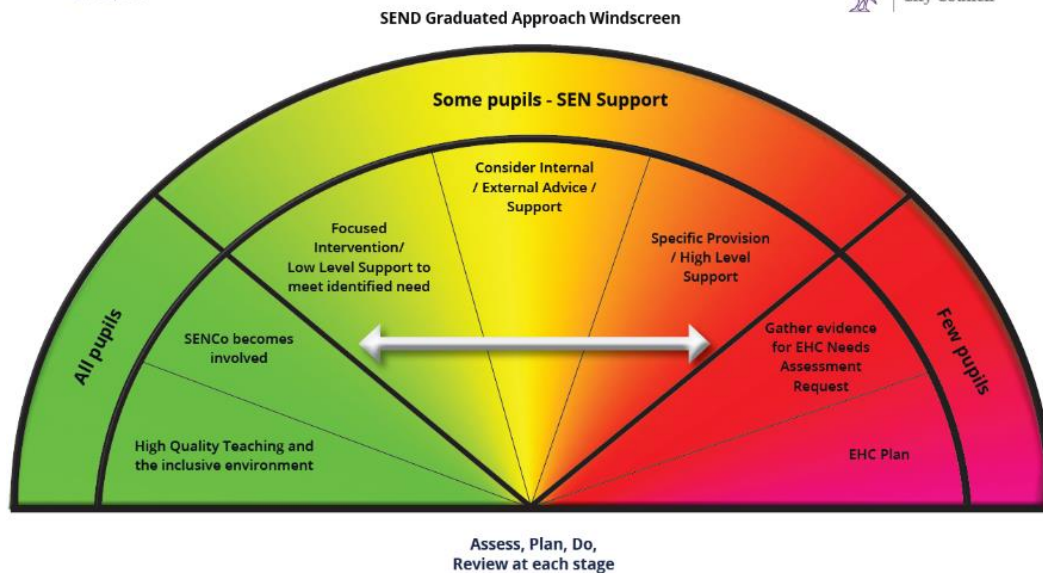 SEND Graduated Approach Windscreen
Some pupils - SEN Support
Consider Internal
/ External Advice /
Support
Focused
Intervention/
Low Level Support to
meet identified need
Specific Provision
/ High Level
Support
All pupils
SENCo becomes
involved
Gather evidence
for EHC Needs
Assessment
Request
Few pupils
High Quality Teaching and
the inclusive environment
EHC Plan
Assess, Plan, Do,
Review at each stage